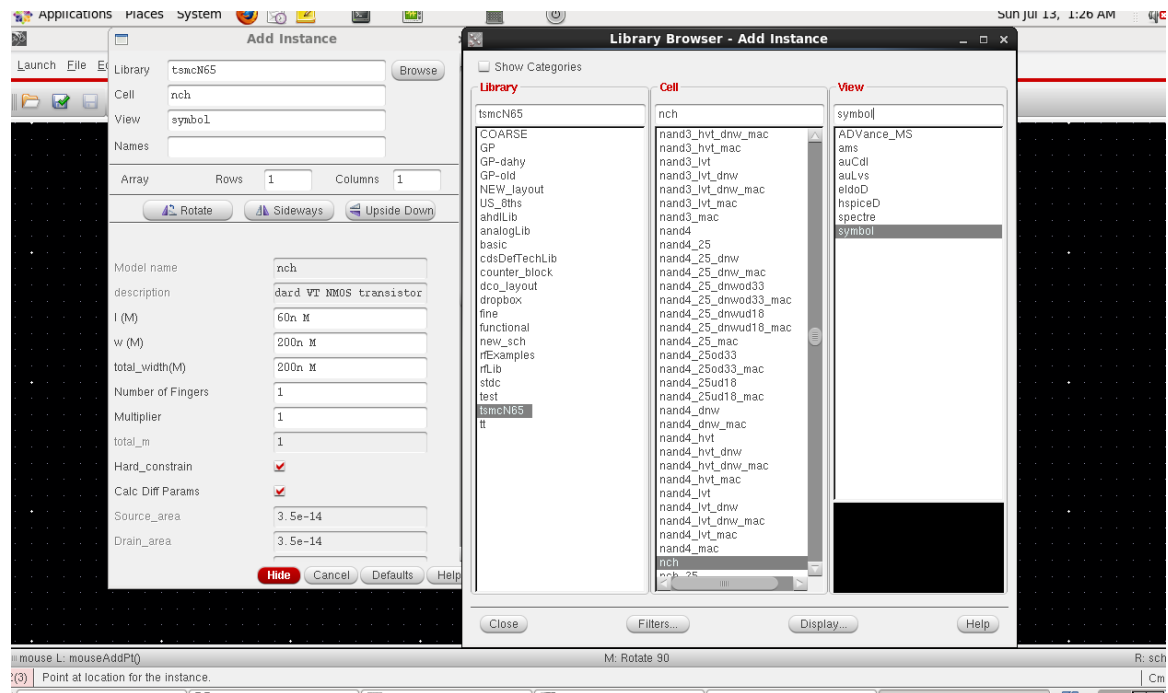 Applications Places System Sun Jul 13, 1:26 AM
Add Instance
Library Browser - Add Instance
Launch File
Library tsmcN65 Browse
Cell nch
View symbol
Names
Array Rows 1 Columns 1
Rotate Sideways Upside Down
Model name nch
description dard VT NMOS transistor
l (M) 60n M
w (M) 200n M
total_width(M) 200n M
Number of Fingers 1
Multiplier 1
total_m 1
Hard_constrain
Calc Diff Params
Source_area 3.5e-14
Drain_area 3.5e-14
Hide Cancel Defaults Help
Show Categories
Library
tsmcN65
COARSE
GP
GP-dahy
GP-old
NEW_layout
US_8ths
ahdlLib
analogLib
basic
cdsDefTechLib
counter_block
dco_layout
dropbox
fine
functional
new_sch
rfExamples
rfLib
stdc
test
tsmcN65
tt
Cell
nch
nand3_hvt_dnw_mac
nand3_hvt_mac
nand3_lvt
nand3_lvt_dnw
nand3_lvt_dnw_mac
nand3_lvt_mac
nand3_mac
nand4
nand4_25
nand4_25_dnw
nand4_25_dnw_mac
nand4_25_dnwod33
nand4_25_dnwod33_mac
nand4_25_dnwud18
nand4_25_dnwud18_mac
nand4_25_mac
nand4_25od33
nand4_25od33_mac
nand4_25ud18
nand4_25ud18_mac
nand4_dnw
nand4_dnw_mac
nand4_hvt
nand4_hvt_dnw
nand4_hvt_dnw_mac
nand4_hvt_mac
nand4_lvt
nand4_lvt_dnw
nand4_lvt_dnw_mac
nand4_lvt_mac
nand4_mac
nch
nch_25
View
symbol
ADVance_MS
ams
auCdl
auLvs
eldoD
hspiceD
spectre
symbol
Close Filters... Display... Help
mouse L: mouseAddPt() M: Rotate 90 R: sch
(3) Point at location for the instance. Cm